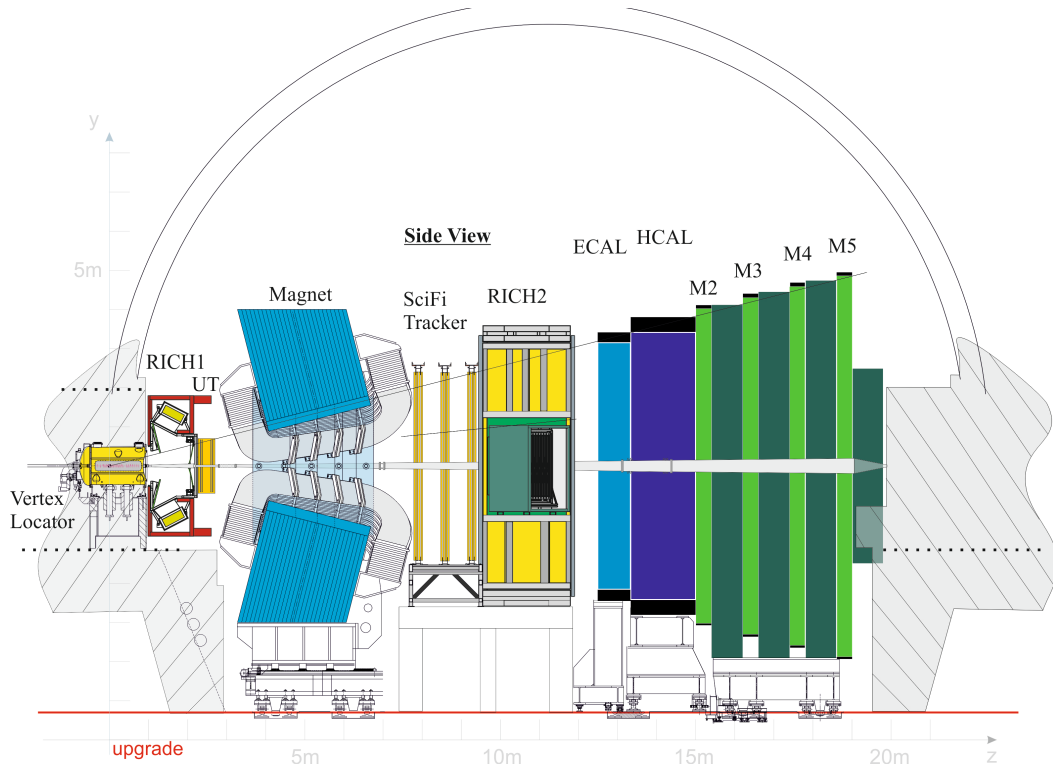 y
5m
Side View
ECAL
HCAL
M2
M3
M4
M5
Magnet
SciFi
Tracker
RICH2
RICH1
UT
Vertex
Locator
upgrade
5m
10m
15m
20m
z